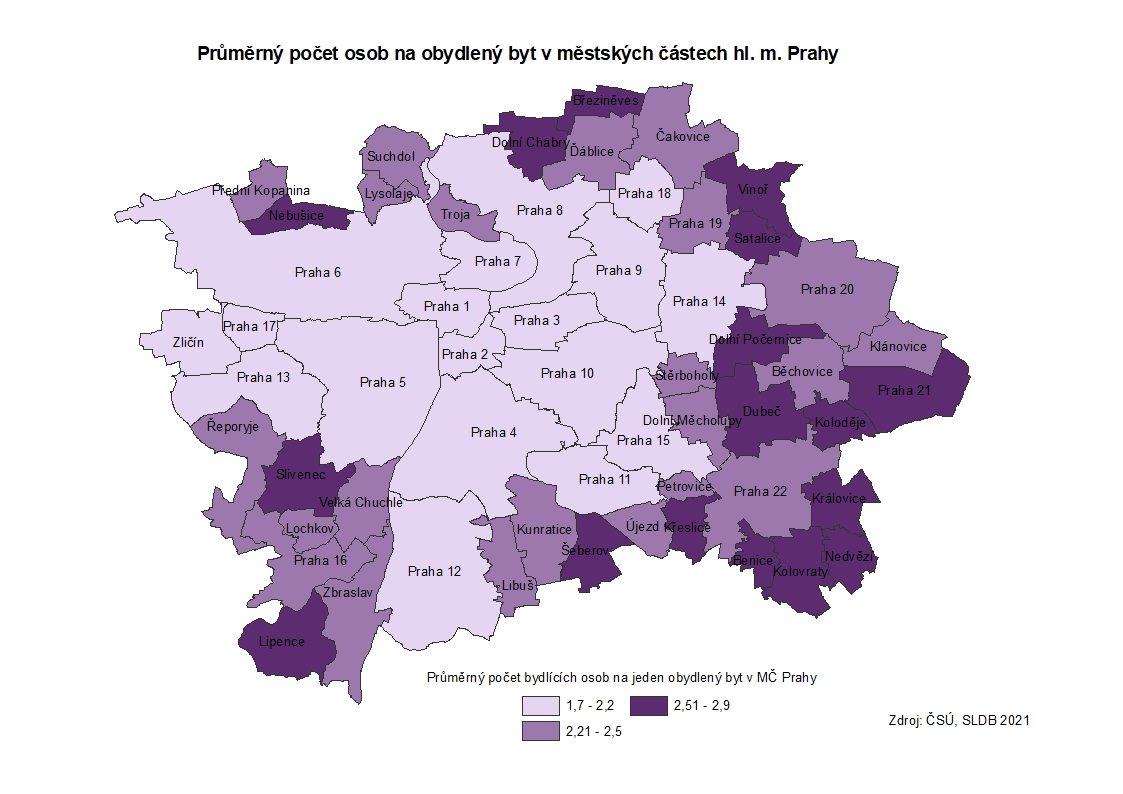 Průměrný počet osob na obydlený byt v městských částech hl. m. Prahy
Březiněves
Dolní Chabry
Ďáblice
Čakovice
Suchdol
Přední Kopanina
Lysolaje
Nebušice
Troja
Praha 8
Praha 18
Vinoř
Praha 19
Satalice
Praha 6
Praha 7
Praha 9
Praha 20
Praha 1
Praha 14
Praha 3
Praha 17
Zličín
Praha 2
Dolní Počernice
Klánovice
Praha 13
Praha 5
Praha 10
Štěrboholy
Běchovice
Praha 21
Řeporyje
Praha 4
Dolní Měcholupy
Dubeč
Koloděje
Praha 15
Slivenec
Praha 11
Petrovice
Praha 22
Královice
Velká Chuchle
Lochkov
Kunratice
Újezd
Křeslice
Šeberov
Praha 16
Benice
Nedvězí
Praha 12
Kolovraty
Libuš
Zbraslav
Lipence
Průměrný počet bydlících osob na jeden obydlený byt v MČ Prahy
1,7 - 2,2
2,51 - 2,9
2,21 - 2,5
Zdroj: ČSÚ, SLDB 2021